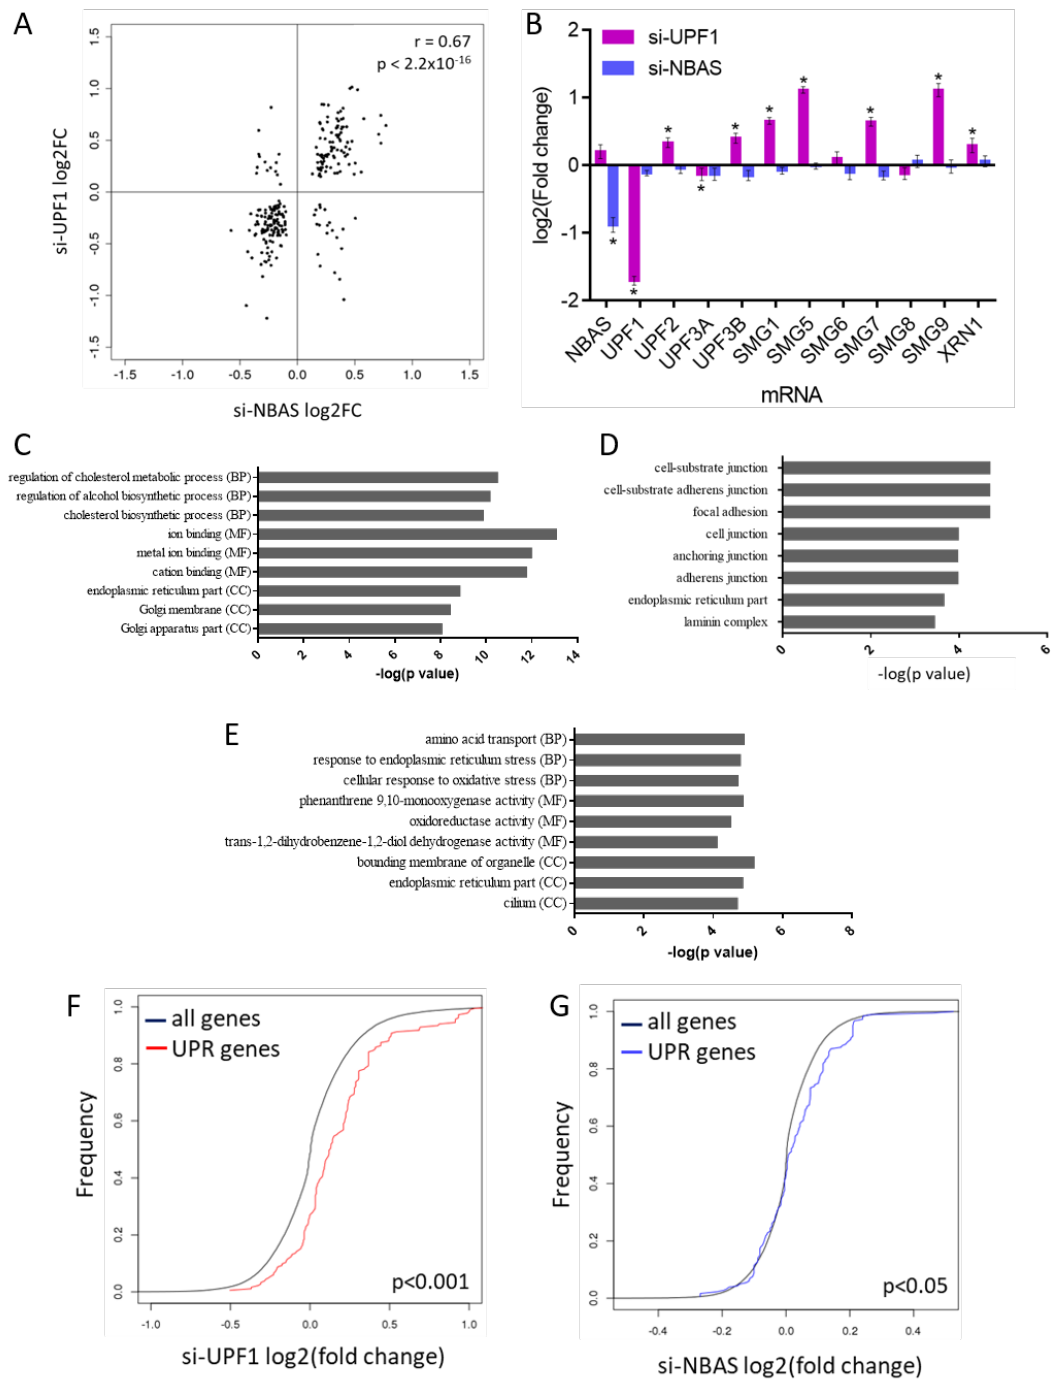 A
r = 0.67
p < 2.2x10-16
1.5
1.0
0.5
0.0
-0.5
-1.0
-1.5
si-UPF1 log2FC
-1.5 -1.0 -0.5 0.0 0.5 1.0 1.5
si-NBAS log2FC
B
si-UPF1
si-NBAS
2
1
0
-1
-2
log2(Fold change)
* * * * * * * * * *
NBAS UPF1 UPF2 UPF3A UPF3B SMG1 SMG5 SMG6 SMG7 SMG8 SMG9 XRN1
mRNA
C
regulation of cholesterol metabolic process (BP)
regulation of alcohol biosynthetic process (BP)
cholesterol biosynthetic process (BP)
ion binding (MF)
metal ion binding (MF)
cation binding (MF)
endoplasmic reticulum part (CC)
Golgi membrane (CC)
Golgi apparatus part (CC)
0 2 4 6 8 10 12 14
-log(p value)
D
cell-substrate junction
cell-substrate adherens junction
focal adhesion
cell junction
anchoring junction
adherens junction
endoplasmic reticulum part
laminin complex
0 2 4 6
-log(p value)
E
amino acid transport (BP)
response to endoplasmic reticulum stress (BP)
cellular response to oxidative stress (BP)
phenanthrene 9,10-monooxygenase activity (MF)
oxidoreductase activity (MF)
trans-1,2-dihydrobenzene-1,2-diol dehydrogenase activity (MF)
bounding membrane of organelle (CC)
endoplasmic reticulum part (CC)
cilium (CC)
0 2 4 6 8
-log(p value)
F
all genes
UPR genes
1.0
0.8
0.6
0.4
0.2
0.0
Frequency
p<0.001
-1.0 -0.5 0.0 0.5 1.0
si-UPF1 log2(fold change)
G
all genes
UPR genes
1.0
0.8
0.6
0.4
0.2
0.0
Frequency
p<0.05
-0.4 -0.2 0.0 0.2 0.4
si-NBAS log2(fold change)